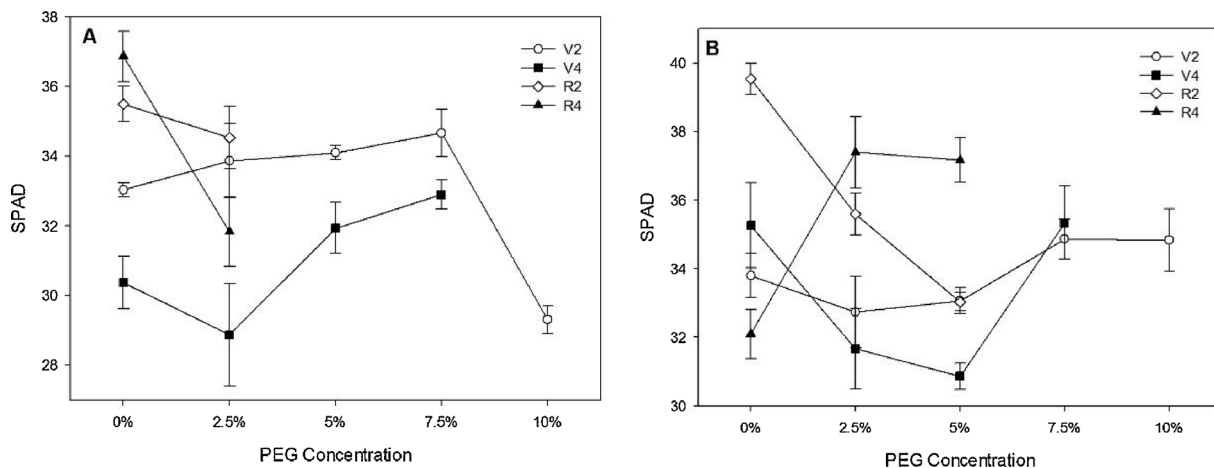 A
V2
V4
R2
R4
38
36
34
32
30
28
SPAD
0%
2.5%
5%
7.5%
10%
PEG Concentration
B
V2
V4
R2
R4
40
38
36
34
32
30
SPAD
0%
2.5%
5%
7.5%
10%
PEG Concentration